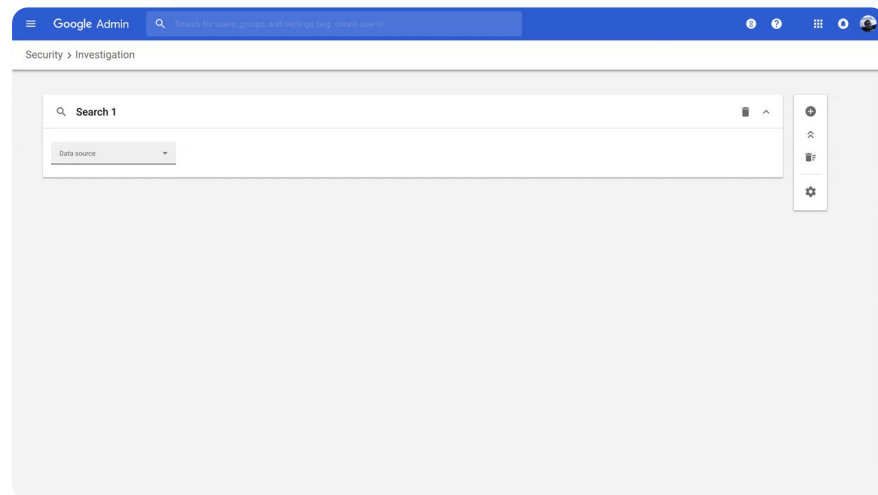 Google Admin
Search for users, groups, and settings (e.g. create users)
Security > Investigation
Search 1
Data source